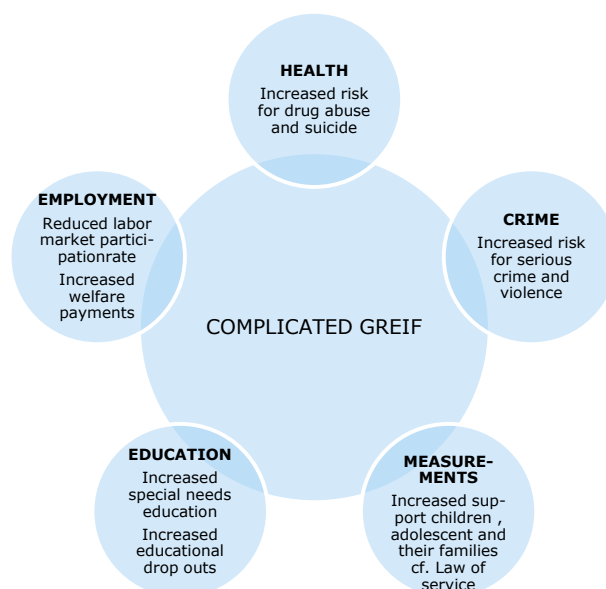 HEALTH
Increased risk
for drug abuse
and suicide
EMPLOYMENT
Reduced labor
market partici-
pationrate
Increased
welfare
payments
CRIME
Increased risk
for serious
crime and
violence
COMPLICATED GREIF
EDUCATION
Increased
special needs
education
Increased
educational
drop outs
MEASURE-
MENTS
Increased sup-
port children ,
adolescent and
their families
cf. Law of
service